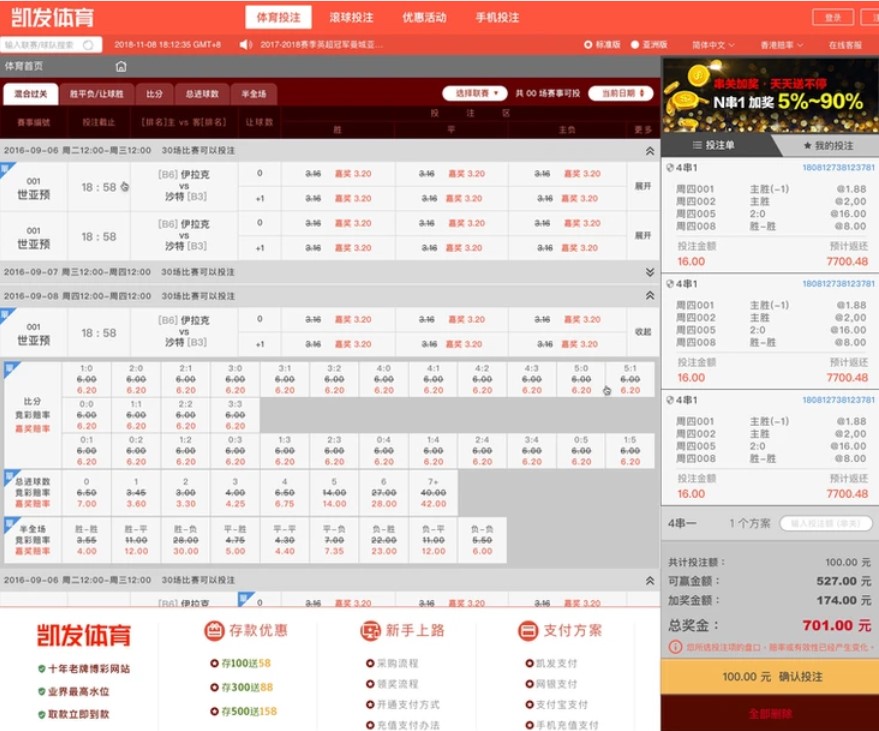 凯发体育
体育投注 滚球投注 优惠活动 手机投注
登录
输入联赛/球队搜索
2018-11-08 18:12:35 GMT+8
2017-2018赛季英超冠军曼城亚...
标准版 亚洲版 简体中文 香港赔率 在线客服
体育首页
混合过关 胜平负/让球胜 比分 总进球数 半全场
选择联赛 共 00 场赛事可投 当前日期
赛事编號 投注截止 [排名]主 vs 客[排名] 让球数
投 注 区
胜 平 主负 更多
2016-09-06 周二12:00-周三12:00 30场比赛可以投注
单
001
世亚预
18 : 58
[B6] 伊拉克
vs
沙特 [B3]
0 3.16 嘉奖 3.20 3.16 嘉奖 3.20 3.16 嘉奖 3.20
+1 3.16 嘉奖 3.20 3.16 嘉奖 3.20 3.16 嘉奖 3.20
展开
001
世亚预
18 : 58
[B6] 伊拉克
vs
沙特 [B3]
0 3.16 嘉奖 3.20 3.16 嘉奖 3.20 3.16 嘉奖 3.20
+1 3.16 嘉奖 3.20 3.16 嘉奖 3.20 3.16 嘉奖 3.20
展开
2016-09-07 周三12:00-周四12:00 30场比赛可以投注
2016-09-08 周四12:00-周四12:00 30场比赛可以投注
单
001
世亚预
18 : 58
[B6] 伊拉克
vs
沙特 [B3]
0 3.16 嘉奖 3.20 3.16 嘉奖 3.20 3.16 嘉奖 3.20
+1 3.16 嘉奖 3.20 3.16 嘉奖 3.20 3.16 嘉奖 3.20
收起
单
比分
竞彩赔率
嘉奖赔率
1:0 2:0 2:1 3:0 3:1 3:2 4:0 4:1 4:2 4:3 5:0 5:1
6.00 6.00 6.00 6.00 6.00 6.00 6.00 6.00 6.00 6.00 6.00 6.00
6.20 6.20 6.20 6.20 6.20 6.20 6.20 6.20 6.20 6.20 6.20 6.20
0:0 1:1 2:2 3:3
6.00 6.00 6.00 6.00
6.20 6.20 6.20 6.20
0:1 0:2 1:2 0:3 1:3 2:3 0:4 1:4 2:4 3:4 0:5 1:5
6.00 6.00 6.00 6.00 6.00 6.00 6.00 6.00 6.00 6.00 6.00 6.00
6.20 6.20 6.20 6.20 6.20 6.20 6.20 6.20 6.20 6.20 6.20 6.20
单
总进球数 0 1 2 3 4 5 6 7+
竞彩赔率 6.50 3.45 3.00 4.00 6.50 14.00 27.00 40.00
嘉奖赔率 7.00 3.60 3.30 4.25 6.75 14.00 28.00 42.00
单
半全场 胜-胜 胜-平 胜-负 平-胜 平-平 平-负 负-胜 负-平 负-负
竞彩赔率 3.55 11.00 28.00 4.75 4.30 7.00 22.00 11.00 5.50
嘉奖赔率 4.00 12.00 30.00 5.00 4.40 7.35 23.00 12.00 6.00
2016-09-06 周二12:00-周三12:00 30场比赛可以投注
[B6] 伊拉克 单 0 3.16 嘉奖 3.20 3.16 嘉奖 3.20 3.16 嘉奖 3.20
串关加奖 · 天天送不停
N串1 加奖 5%~90%
投注单 我的投注
4串1 180812738123781
周四001 主胜(-1) @1.88
周四002 主胜 @2,00
周四005 2:0 @16.00
周四008 胜-胜 @8.00
投注金额 预计返还
16.00 7700.48
4串1 180812738123781
周四001 主胜(-1) @1.88
周四002 主胜 @2,00
周四005 2:0 @16.00
周四008 胜-胜 @8.00
投注金额 预计返还
16.00 7700.48
4串1 180812738123781
周四001 主胜(-1) @1.88
周四002 主胜 @2,00
周四005 2:0 @16.00
周四008 胜-胜 @8.00
投注金额 预计返还
16.00 7700.48
4串一 1 个方案 输入投注额 (串关)
共计投注额： 100.00 元
可赢金额： 527.00 元
加奖金额： 174.00 元
总奖金： 701.00 元
您所选投注项的盘口、赔率或有效性已经产生变化。
100.00 元 确认投注
全部删除
凯发体育
十年老牌博彩网站
业界最高水位
取款立即到款
存款优惠
存100送58
存300送88
存500送158
新手上路
采购流程
领奖流程
开通支付方式
充值支付办法
支付方案
凯发支付
网银支付
支付宝支付
手机充值支付